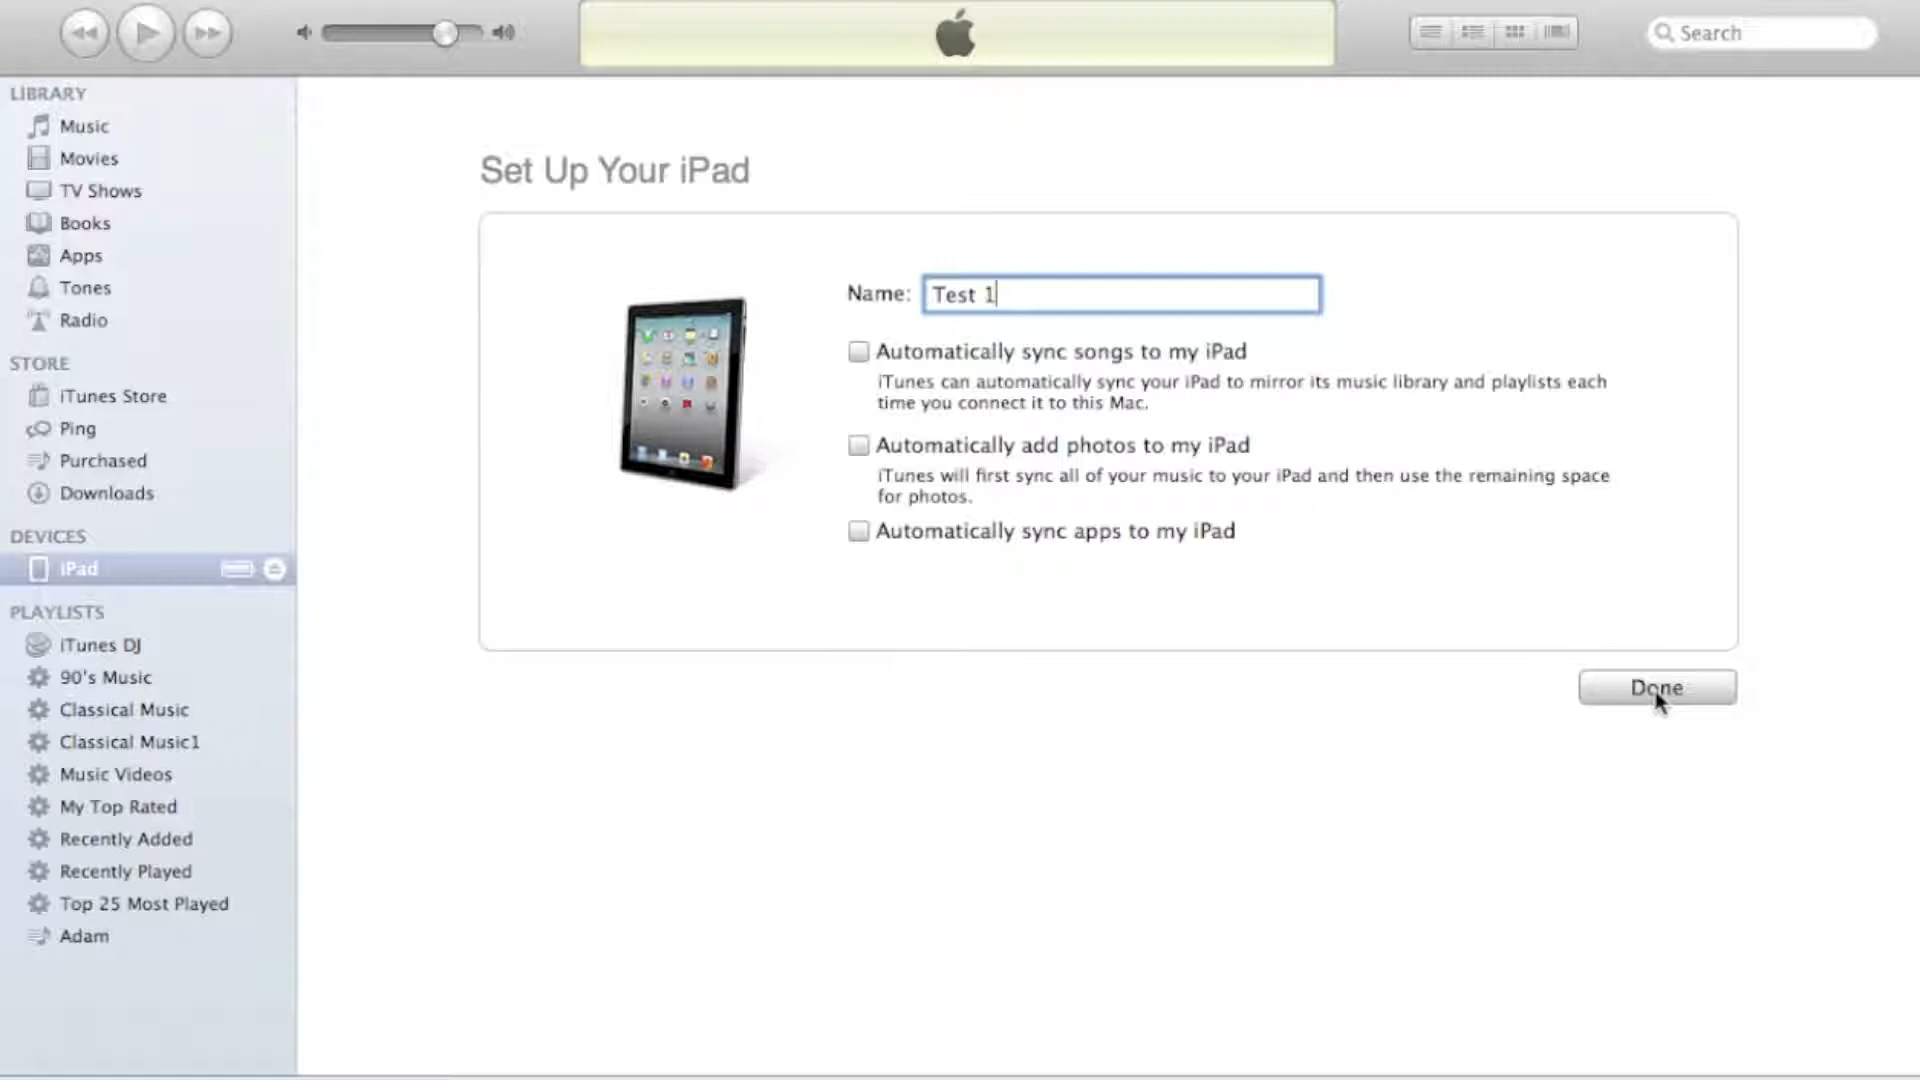 Search
LIBRARY
Music
Movies
TV Shows
Books
Apps
Tones
Radio
STORE
iTunes Store
Ping
Purchased
Downloads
DEVICES
iPad
PLAYLISTS
iTunes DJ
90's Music
Classical Music
Classical Music1
Music Videos
My Top Rated
Recently Added
Recently Played
Top 25 Most Played
Adam
Set Up Your iPad
Name: Test 1
Automatically sync songs to my iPad
iTunes can automatically sync your iPad to mirror its music library and playlists each
time you connect it to this Mac.
Automatically add photos to my iPad
iTunes will first sync all of your music to your iPad and then use the remaining space
for photos.
Automatically sync apps to my iPad
Done